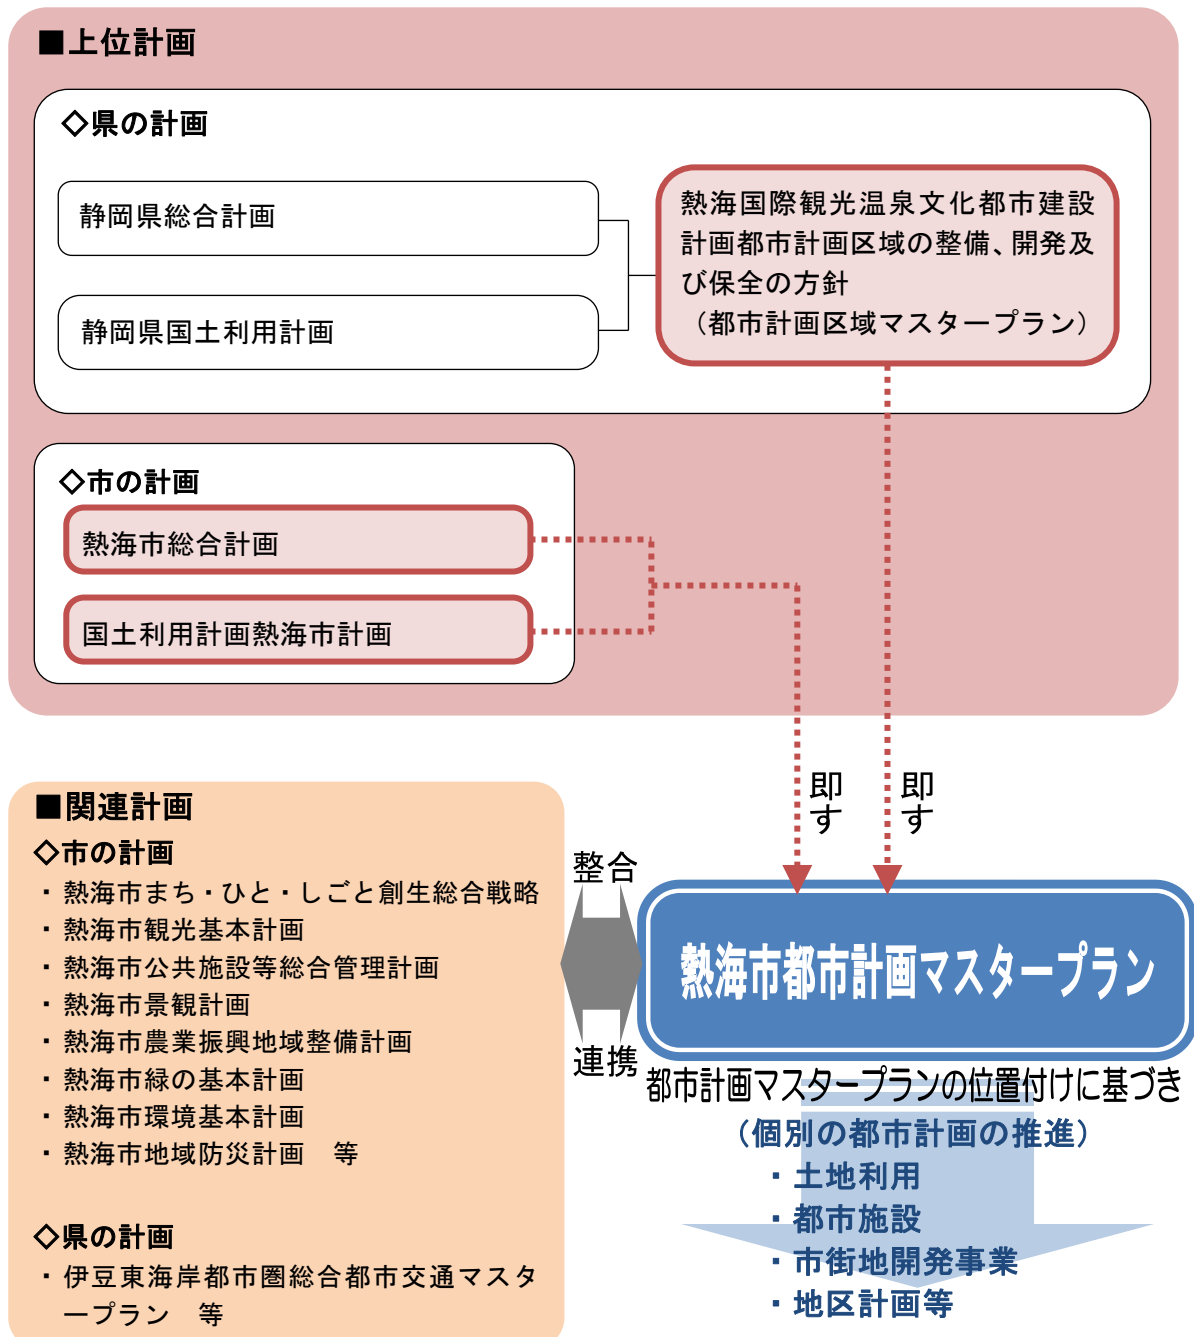 ■上位計画
◇県の計画
静岡県総合計画
静岡県国土利用計画
熱海国際観光温泉文化都市建設
計画都市計画区域の整備、開発及
び保全の方針
（都市計画区域マスタープラン）
◇市の計画
熱海市総合計画
国土利用計画熱海市計画
即す
即す
■関連計画
◇市の計画
・熱海市まち・ひと・しごと創生総合戦略
・熱海市観光基本計画
・熱海市公共施設等総合管理計画
・熱海市景観計画
・熱海市農業振興地域整備計画
・熱海市緑の基本計画
・熱海市環境基本計画
・熱海市地域防災計画　等
◇県の計画
・伊豆東海岸都市圏総合都市交通マスタ
ープラン　等
整合
連携
熱海市都市計画マスタープラン
都市計画マスタープランの位置付けに基づき
（個別の都市計画の推進）
・土地利用
・都市施設
・市街地開発事業
・地区計画等